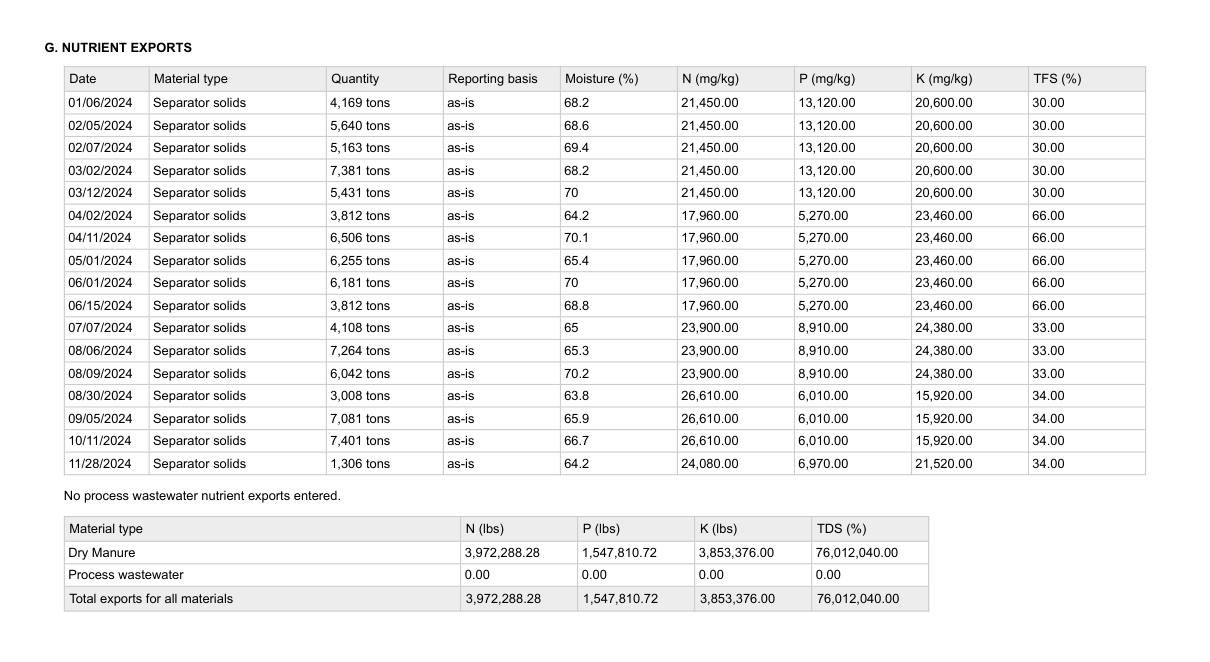 G. NUTRIENT EXPORTS
Date Material type Quantity Reporting basis Moisture (%) N (mg/kg) P (mg/kg) K (mg/kg) TFS (%)
01/06/2024 Separator solids 4,169 tons as-is 68.2 21,450.00 13,120.00 20,600.00 30.00
02/05/2024 Separator solids 5,640 tons as-is 68.6 21,450.00 13,120.00 20,600.00 30.00
02/07/2024 Separator solids 5,163 tons as-is 69.4 21,450.00 13,120.00 20,600.00 30.00
03/02/2024 Separator solids 7,381 tons as-is 68.2 21,450.00 13,120.00 20,600.00 30.00
03/12/2024 Separator solids 5,431 tons as-is 70 21,450.00 13,120.00 20,600.00 30.00
04/02/2024 Separator solids 3,812 tons as-is 64.2 17,960.00 5,270.00 23,460.00 66.00
04/11/2024 Separator solids 6,506 tons as-is 70.1 17,960.00 5,270.00 23,460.00 66.00
05/01/2024 Separator solids 6,255 tons as-is 65.4 17,960.00 5,270.00 23,460.00 66.00
06/01/2024 Separator solids 6,181 tons as-is 70 17,960.00 5,270.00 23,460.00 66.00
06/15/2024 Separator solids 3,812 tons as-is 68.8 17,960.00 5,270.00 23,460.00 66.00
07/07/2024 Separator solids 4,108 tons as-is 65 23,900.00 8,910.00 24,380.00 33.00
08/06/2024 Separator solids 7,264 tons as-is 65.3 23,900.00 8,910.00 24,380.00 33.00
08/09/2024 Separator solids 6,042 tons as-is 70.2 23,900.00 8,910.00 24,380.00 33.00
08/30/2024 Separator solids 3,008 tons as-is 63.8 26,610.00 6,010.00 15,920.00 34.00
09/05/2024 Separator solids 7,081 tons as-is 65.9 26,610.00 6,010.00 15,920.00 34.00
10/11/2024 Separator solids 7,401 tons as-is 66.7 26,610.00 6,010.00 15,920.00 34.00
11/28/2024 Separator solids 1,306 tons as-is 64.2 24,080.00 6,970.00 21,520.00 34.00
No process wastewater nutrient exports entered.
Material type N (lbs) P (lbs) K (lbs) TDS (%)
Dry Manure 3,972,288.28 1,547,810.72 3,853,376.00 76,012,040.00
Process wastewater 0.00 0.00 0.00 0.00
Total exports for all materials 3,972,288.28 1,547,810.72 3,853,376.00 76,012,040.00